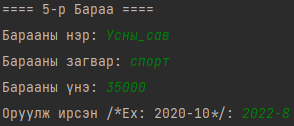 ==== 5-р Бараа ====
Барааны нэр: Усны_сав
Барааны загвар: спорт
Барааны үнэ: 35000
Оруулж ирсэн /*Ex: 2020-10*/: 2022-8